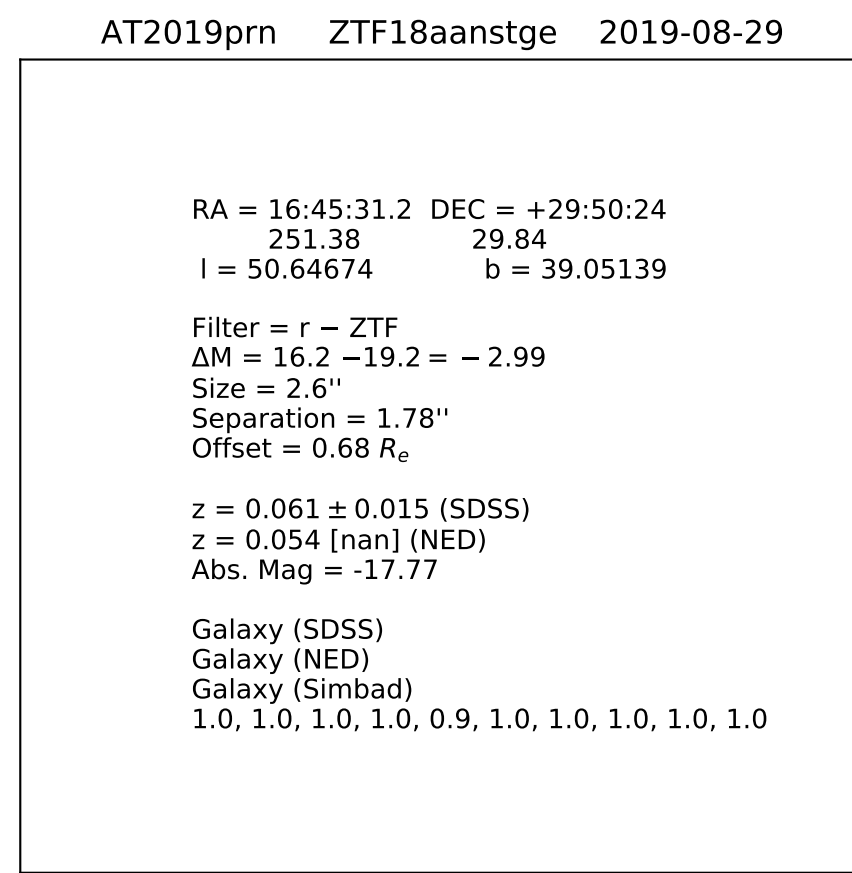 AT2019prn ZTF18aanstge 2019-08-29
RA = 16:45:31.2 DEC = +29:50:24
251.38 29.84
l = 50.64674 b = 39.05139
Filter = r − ZTF
ΔM = 16.2 −19.2 = − 2.99
Size = 2.6''
Separation = 1.78''
Offset = 0.68 Rₑ
z = 0.061 ± 0.015 (SDSS)
z = 0.054 [nan] (NED)
Abs. Mag = -17.77
Galaxy (SDSS)
Galaxy (NED)
Galaxy (Simbad)
1.0, 1.0, 1.0, 1.0, 0.9, 1.0, 1.0, 1.0, 1.0, 1.0